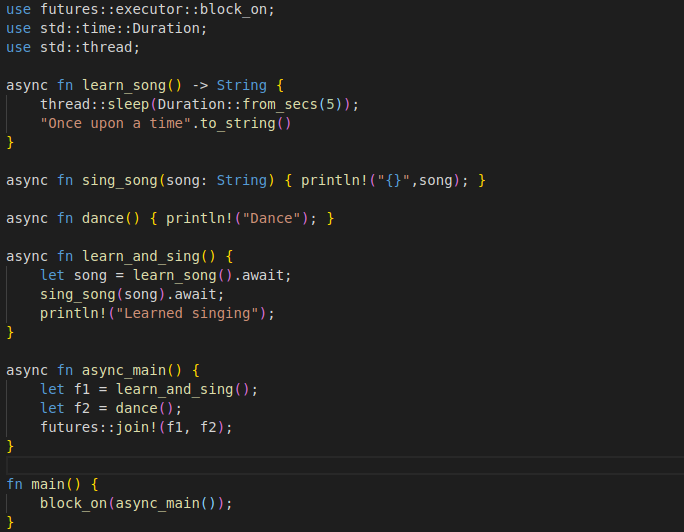 use futures::executor::block_on;
use std::time::Duration;
use std::thread;
async fn learn_song() -> String {
    thread::sleep(Duration::from_secs(5));
    "Once upon a time".to_string()
}
async fn sing_song(song: String) { println!("{}",song); }
async fn dance() { println!("Dance"); }
async fn learn_and_sing() {
    let song = learn_song().await;
    sing_song(song).await;
    println!("Learned singing");
}
async fn async_main() {
    let f1 = learn_and_sing();
    let f2 = dance();
    futures::join!(f1, f2);
}
fn main() {
    block_on(async_main());
}